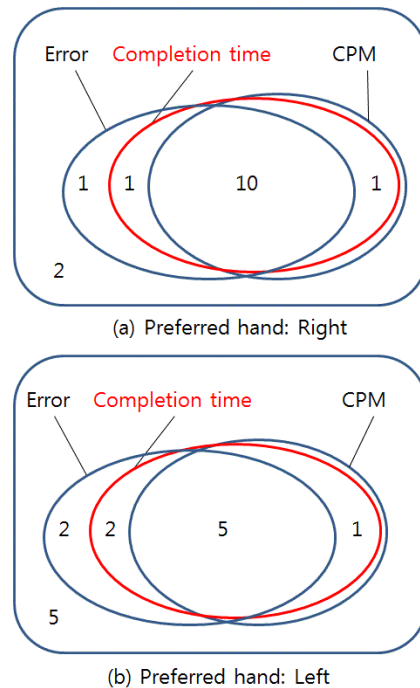 Error Completion time CPM
1 1 10 1
2
(a) Preferred hand: Right
Error Completion time CPM
2 2 5 1
5
(b) Preferred hand: Left